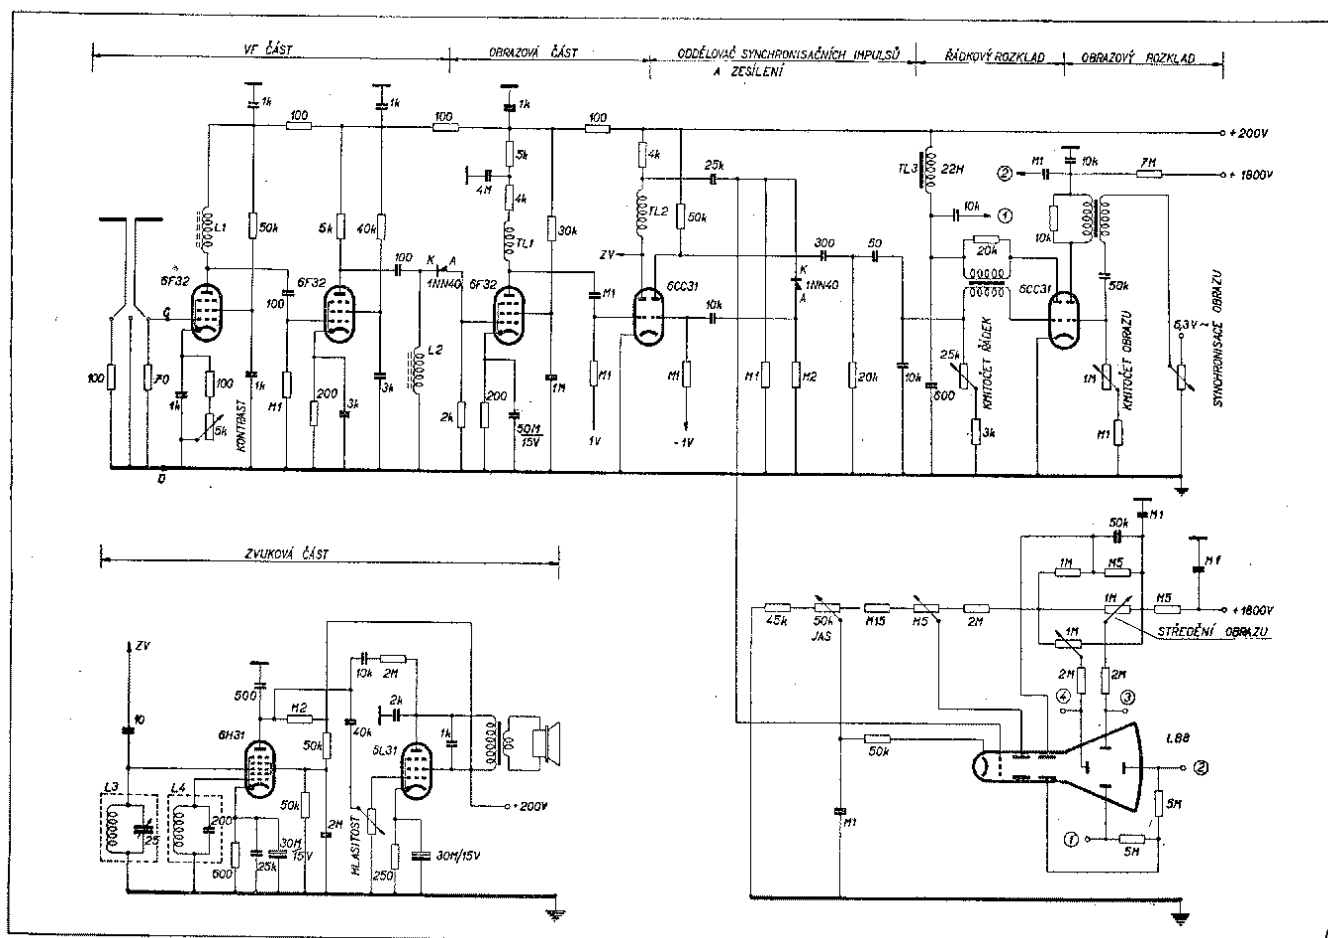 VF ČÁST
OBRAZOVÁ ČÁST
ODDĚLOVAČ SYNCHRONISAČNÍCH IMPULSŮ
A ZESÍLENÍ
ŘÁDKOVÝ ROZKLAD
OBRAZOVÝ ROZKLAD
1k
1k
1k
100
100
100
+200V
5k
4k
25k
TL3
22H
M1
10k
7M
+1800V
2
4M
4k
L1
50k
5k
40k
TL1
30k
TL2
50k
10k
1
10k
20k
ZV
300
50
6F32
6F32
100
K A
1NN40
6F32
6CC31
K
1NN40
A
6CC31
50k
G
100
M1
10k
6,3V~
L2
100
70
1k
100
5k
KONTRAST
1k
M1
200
3k
3k
2k
200
50M
15V
1M
M1
M1
M1
M2
20k
10k
25k
600
KMITOČET ŘÁDEK
3k
1M
KMITOČET OBRAZU
M1
SYNCHRONISACE OBRAZU
1V
-1V
0
ZVUKOVÁ ČÁST
50k
M1
1M
M5
M1
45k
50k
JAS
M15
M5
2M
1M
M5
+1800V
1M
STŘEDĚNÍ OBRAZU
ZV
10k
2M
2M
2M
4
3
500
2k
10
M2
40k
1k
6H31
50k
6L31
50k
LB8
2
L3
L4
50k
+200V
5M
25
200
2M
HLASITOST
M1
1
5M
600
25k
30M
15V
250
30M/15V